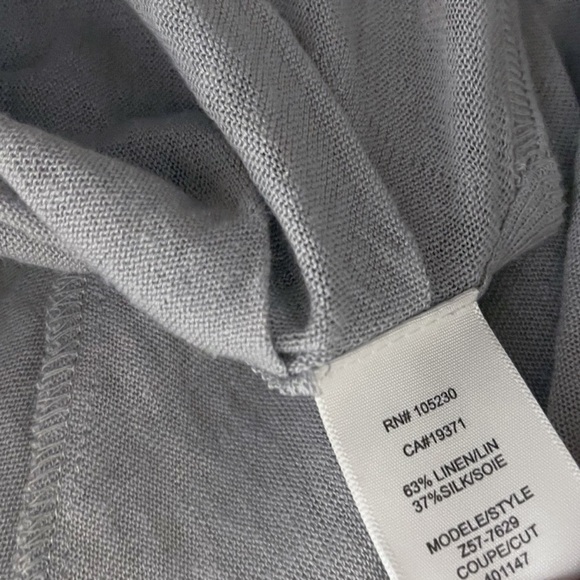 RN# 105230
CA#19371
63% LINEN/LIN
37%SILK/SOIE
MODELE/STYLE
Z57-7629
COUPE/CUT